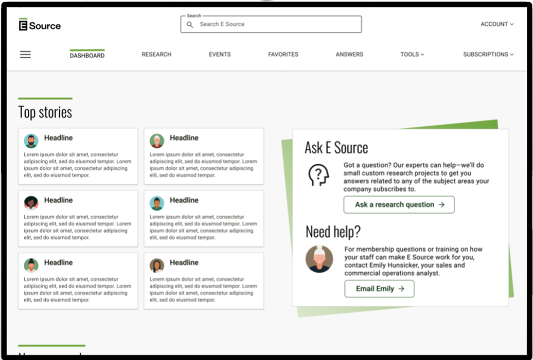 E Source
Search
Search E Source
ACCOUNT
DASHBOARD
RESEARCH
EVENTS
FAVORITES
ANSWERS
TOOLS
SUBSCRIPTIONS
Top stories
Headline
Lorem ipsum dolor sit amet, consectetur
adipiscing elit, sed do eiusmod tempor. Lorem
ipsum dolor sit amet, consectetur adipiscing
elit, sed do eiusmod tempor.
Headline
Lorem ipsum dolor sit amet, consectetur
adipiscing elit, sed do eiusmod tempor. Lorem
ipsum dolor sit amet, consectetur adipiscing
elit, sed do eiusmod tempor.
Headline
Lorem ipsum dolor sit amet, consectetur
adipiscing elit, sed do eiusmod tempor. Lorem
ipsum dolor sit amet, consectetur adipiscing
elit, sed do eiusmod tempor.
Headline
Lorem ipsum dolor sit amet, consectetur
adipiscing elit, sed do eiusmod tempor. Lorem
ipsum dolor sit amet, consectetur adipiscing
elit, sed do eiusmod tempor.
Headline
Lorem ipsum dolor sit amet, consectetur
adipiscing elit, sed do eiusmod tempor. Lorem
ipsum dolor sit amet, consectetur adipiscing
elit, sed do eiusmod tempor.
Headline
Lorem ipsum dolor sit amet, consectetur
adipiscing elit, sed do eiusmod tempor. Lorem
ipsum dolor sit amet, consectetur adipiscing
elit, sed do eiusmod tempor.
Ask E Source
Got a question? Our experts can help—we'll do
small custom research projects to get you
answers related to any of the subject areas your
company subscribes to.
Ask a research question →
Need help?
For membership questions or training on how
your staff can make E Source work for you,
contact Emily Hunsicker, your sales and
commercial operations analyst.
Email Emily →